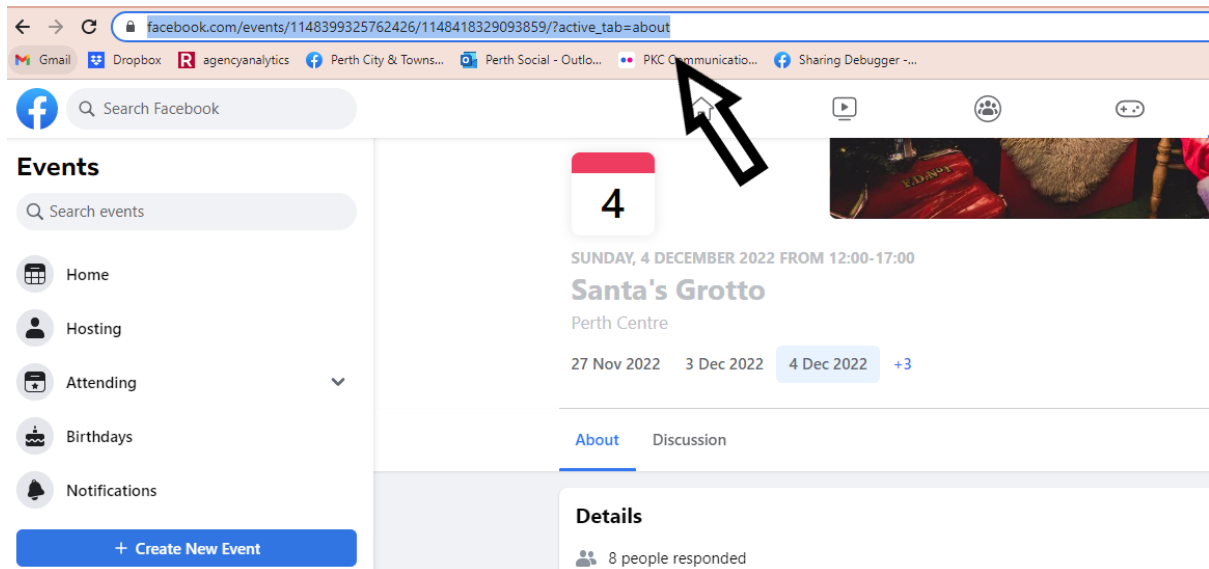 facebook.com/events/1148399325762426/1148418329093859/?active_tab=about
Gmail Dropbox R agencyanalytics Perth City & Towns... Perth Social - Outlo... PKC Communicatio... Sharing Debugger -...
Search Facebook
Events
Search events
Home
Hosting
Attending
Birthdays
Notifications
+ Create New Event
4
SUNDAY, 4 DECEMBER 2022 FROM 12:00-17:00
Santa's Grotto
Perth Centre
27 Nov 2022 3 Dec 2022 4 Dec 2022 +3
About Discussion
Details
8 people responded